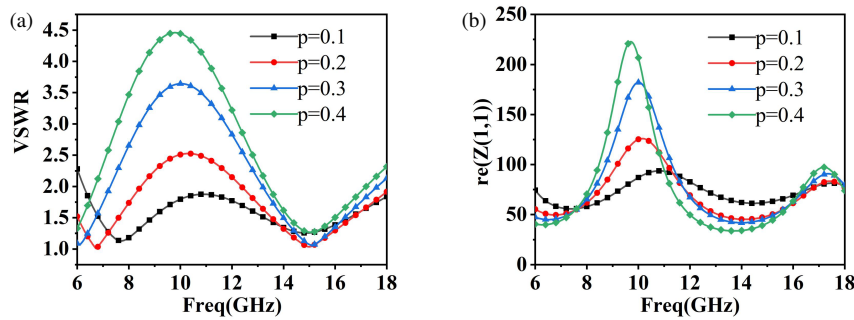 (a)
VSWR
4.5
4.0
3.5
3.0
2.5
2.0
1.5
1.0
p=0.1
p=0.2
p=0.3
p=0.4
6 8 10 12 14 16 18
Freq(GHz)
(b)
re(Z(1,1))
250
200
150
100
50
0
p=0.1
p=0.2
p=0.3
p=0.4
6 8 10 12 14 16 18
Freq(GHz)